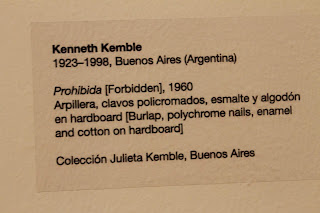 Kenneth Kemble
1923–1998, Buenos Aires (Argentina)
Prohibida [Forbidden], 1960
Arpillera, clavos policromados, esmalte y algodón
en hardboard [Burlap, polychrome nails, enamel
and cotton on hardboard]
Colección Julieta Kemble, Buenos Aires